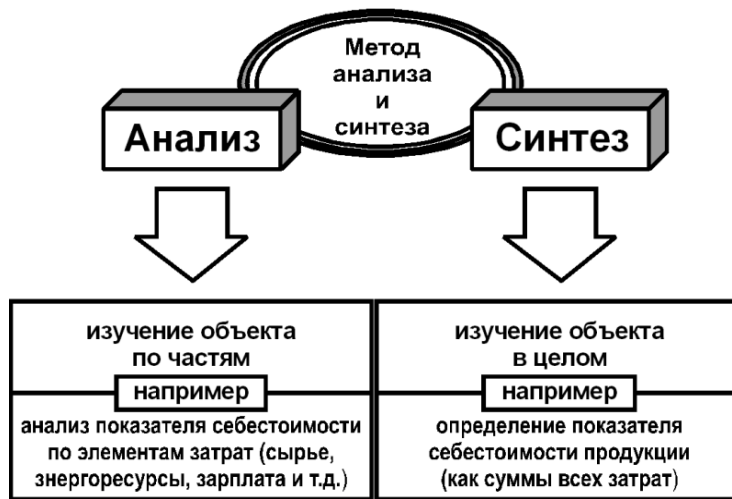 Метод
анализа
и
синтеза
Анализ
Синтез
изучение объекта
по частям
например
анализ показателя себестоимости
по элементам затрат (сырье,
знергоресурсы, зарплата и т.д.)
изучение объекта
в целом
например
определение показателя
себестоимости продукции
(как суммы всех затрат)